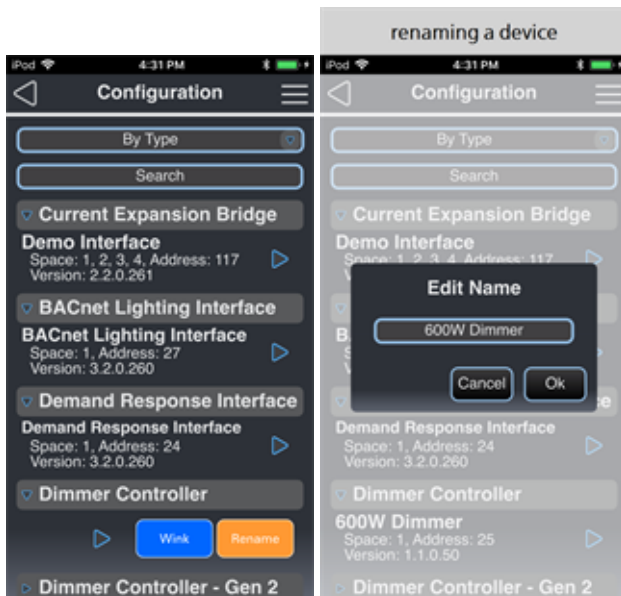 renaming a device
iPod 4:31 PM
Configuration
By Type
Search
Current Expansion Bridge
Demo Interface
Space: 1, 2, 3, 4, Address: 117
Version: 2.2.0.261
BACnet Lighting Interface
BACnet Lighting Interface
Space: 1, Address: 27
Version: 3.2.0.260
Demand Response Interface
Demand Response Interface
Space: 1, Address: 24
Version: 3.2.0.260
Dimmer Controller
Wink Rename
Dimmer Controller - Gen 2
iPod 4:31 PM
Configuration
By Type
Search
Current Expansion Bridge
Demo Interface
Space: 1, 2, 3, 4, Address: 117
Edit Name
600W Dimmer
Cancel Ok
Demand Response Interface
Space: 1, Address: 24
Version: 3.2.0.260
Dimmer Controller
600W Dimmer
Space: 1, Address: 25
Version: 1.1.0.50
Dimmer Controller - Gen 2